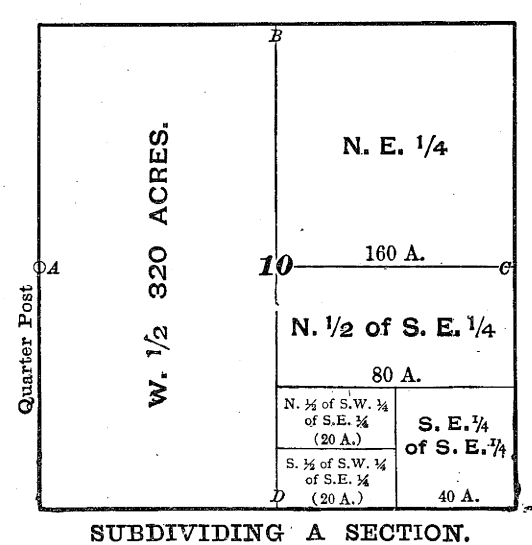 B
N. E. 1/4
W. 1/2 320 ACRES.
160 A.
A
10
C
Quarter Post
N. 1/2 of S. E. 1/4
80 A.
N. 1/2 of S.W. 1/4
of S.E. 1/4
(20 A.)
S. E. 1/4
of S. E. 1/4
S. 1/2 of S.W. 1/4
of S.E. 1/4
(20 A.)
40 A.
D
SUBDIVIDING A SECTION.